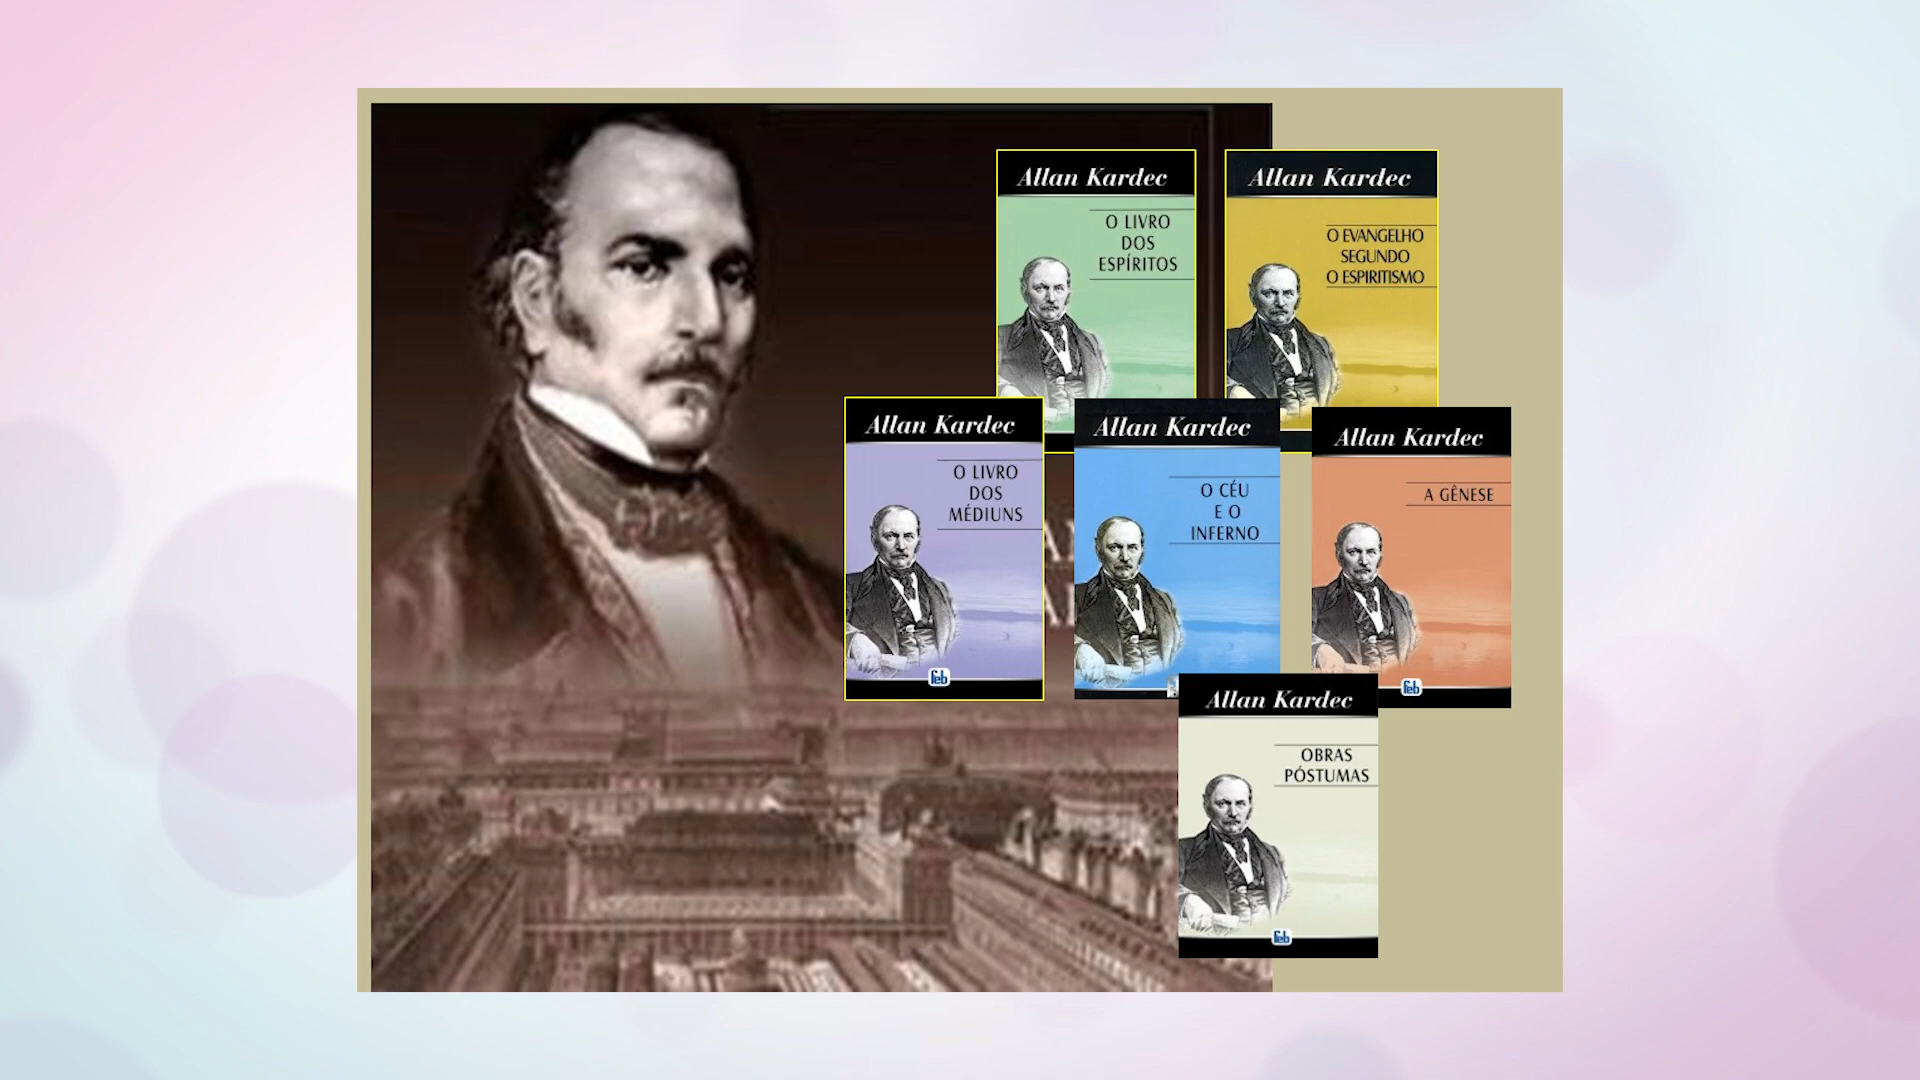 Allan Kardec
O LIVRO
DOS
ESPÍRITOS
Allan Kardec
O EVANGELHO
SEGUNDO
O ESPIRITISMO
Allan Kardec
O LIVRO
DOS
MÉDIUNS
feb
Allan Kardec
O CÉU
E O
INFERNO
Allan Kardec
A GÊNESE
feb
Allan Kardec
OBRAS
PÓSTUMAS
feb